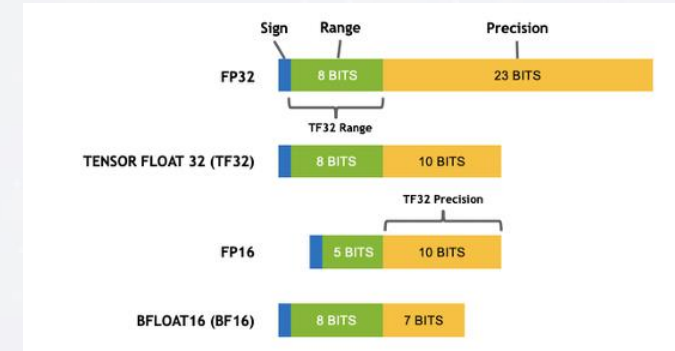 Sign Range Precision
FP32 8 BITS 23 BITS
TF32 Range
TENSOR FLOAT 32 (TF32) 8 BITS 10 BITS
TF32 Precision
FP16 5 BITS 10 BITS
BFLOAT16 (BF16) 8 BITS 7 BITS